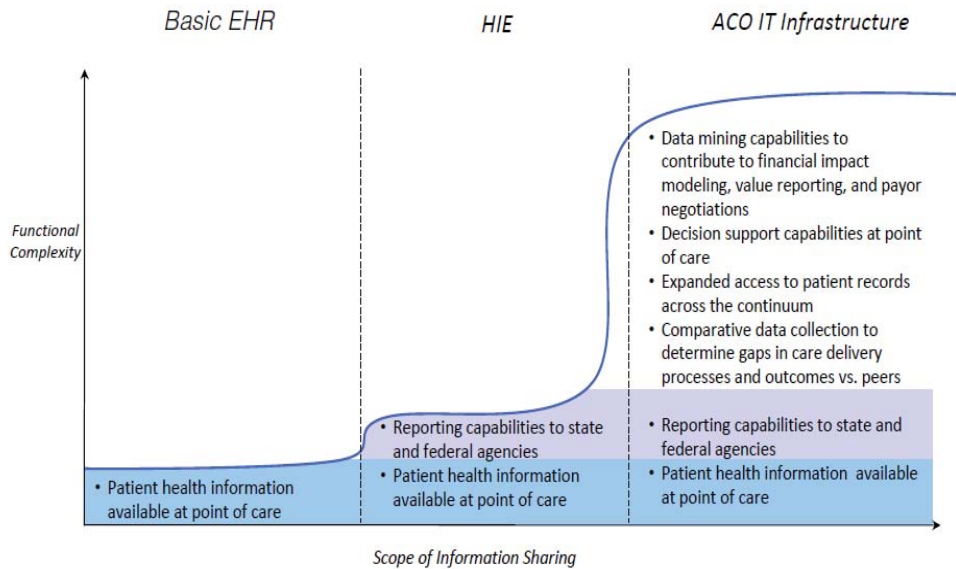 Basic EHR
HIE
ACO IT Infrastructure
Functional
Complexity
• Patient health information
available at point of care
• Reporting capabilities to state
and federal agencies
• Patient health information
available at point of care
• Data mining capabilities to
contribute to financial impact
modeling, value reporting, and payor
negotiations
• Decision support capabilities at point
of care
• Expanded access to patient records
across the continuum
• Comparative data collection to
determine gaps in care delivery
processes and outcomes vs. peers
• Reporting capabilities to state and
federal agencies
• Patient health information available
at point of care
Scope of Information Sharing